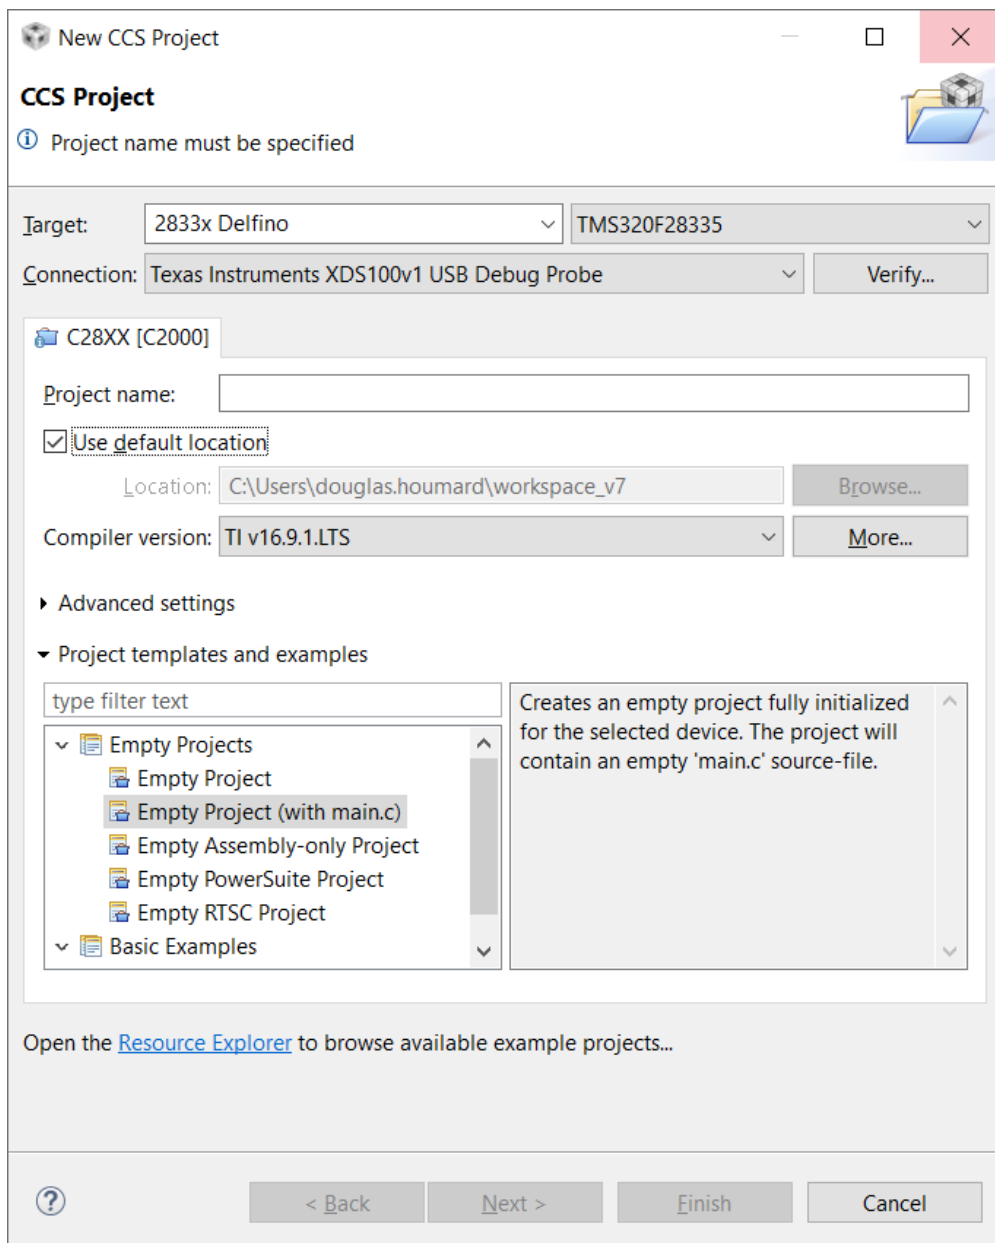 New CCS Project
CCS Project
Project name must be specified
Target: 2833x Delfino TMS320F28335
Connection: Texas Instruments XDS100v1 USB Debug Probe Verify...
C28XX [C2000]
Project name:
Use default location
Location: C:\Users\douglas.houmard\workspace_v7 Browse...
Compiler version: TI v16.9.1.LTS More...
Advanced settings
Project templates and examples
type filter text
Empty Projects
Empty Project
Empty Project (with main.c)
Empty Assembly-only Project
Empty PowerSuite Project
Empty RTSC Project
Basic Examples
Creates an empty project fully initialized
for the selected device. The project will
contain an empty 'main.c' source-file.
Open the Resource Explorer to browse available example projects...
? < Back Next > Finish Cancel